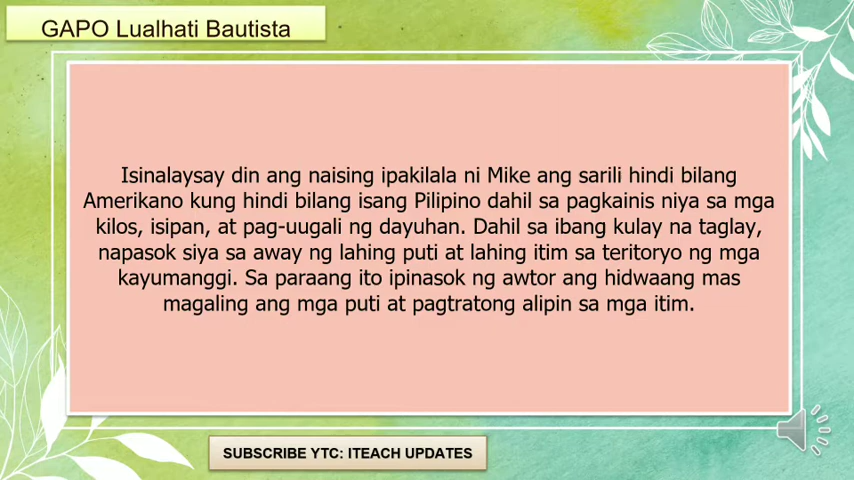 GAPO Lualhati Bautista
Isinalaysay din ang naising ipakilala ni Mike ang sarili hindi bilang
Amerikano kung hindi bilang isang Pilipino dahil sa pagkainis niya sa mga
kilos, isipan, at pag-uugali ng dayuhan. Dahil sa ibang kulay na taglay,
napasok siya sa away ng lahing puti at lahing itim sa teritoryo ng mga
kayumanggi. Sa paraang ito ipinasok ng awtor ang hidwaang mas
magaling ang mga puti at pagtratong alipin sa mga itim.
SUBSCRIBE YTC: ITEACH UPDATES